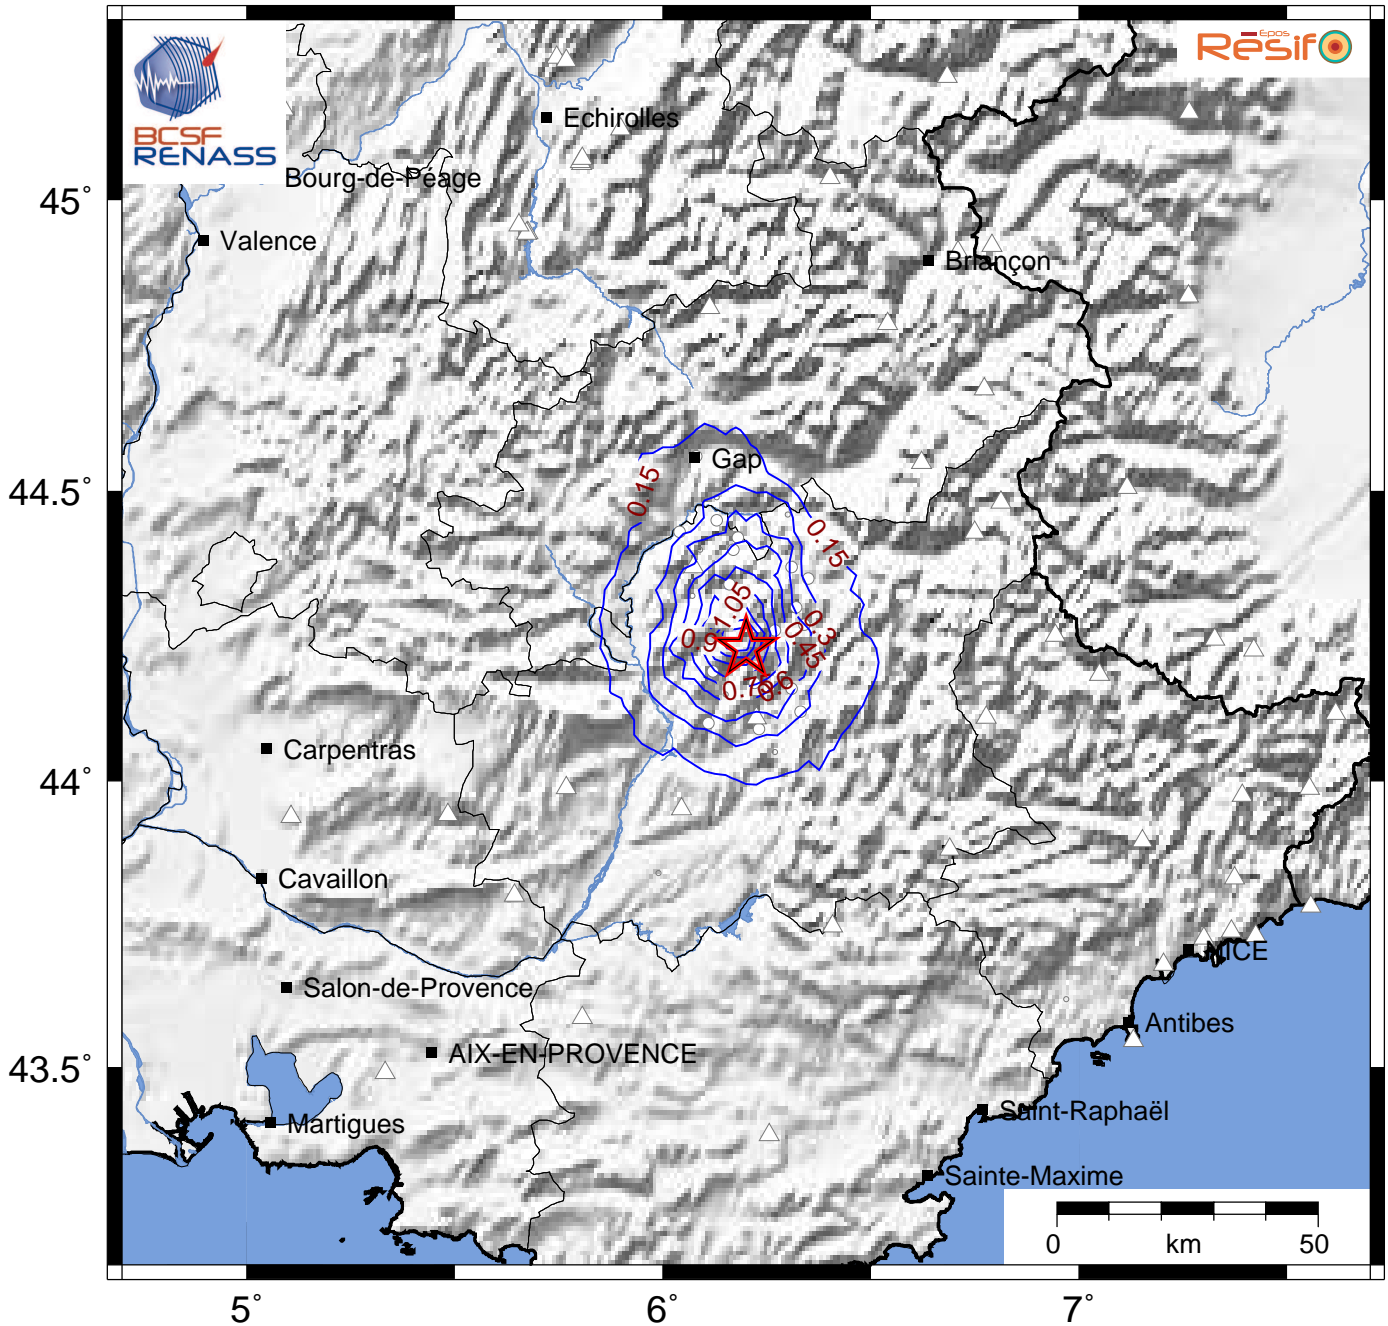 BCSF
RENASS
Epos
Résif
Echirolles
Bourg-de-Péage
45°
Valence
Briançon
Gap
0.15
44.5°
0.15
1.05
0.9
0.3
0.45
0.6
Carpentras
44°
Cavaillon
NICE
Salon-de-Provence
Antibes
AIX-EN-PROVENCE
43.5°
Saint-Raphaël
Martigues
Sainte-Maxime
0 km 50
5° 6° 7°